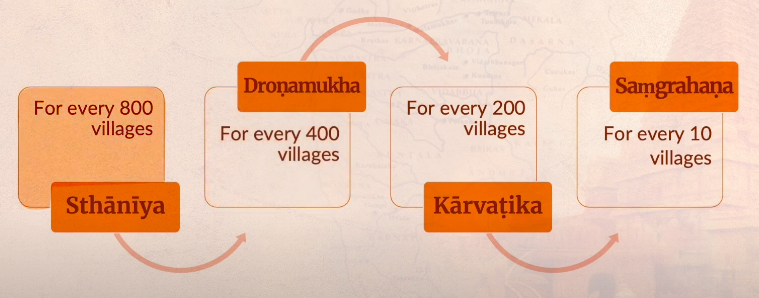 For every 800
villages
Sthānīya
Droṇamukha
For every 400
villages
For every 200
villages
Kārvaṭika
Saṃgrahaṇa
For every 10
villages